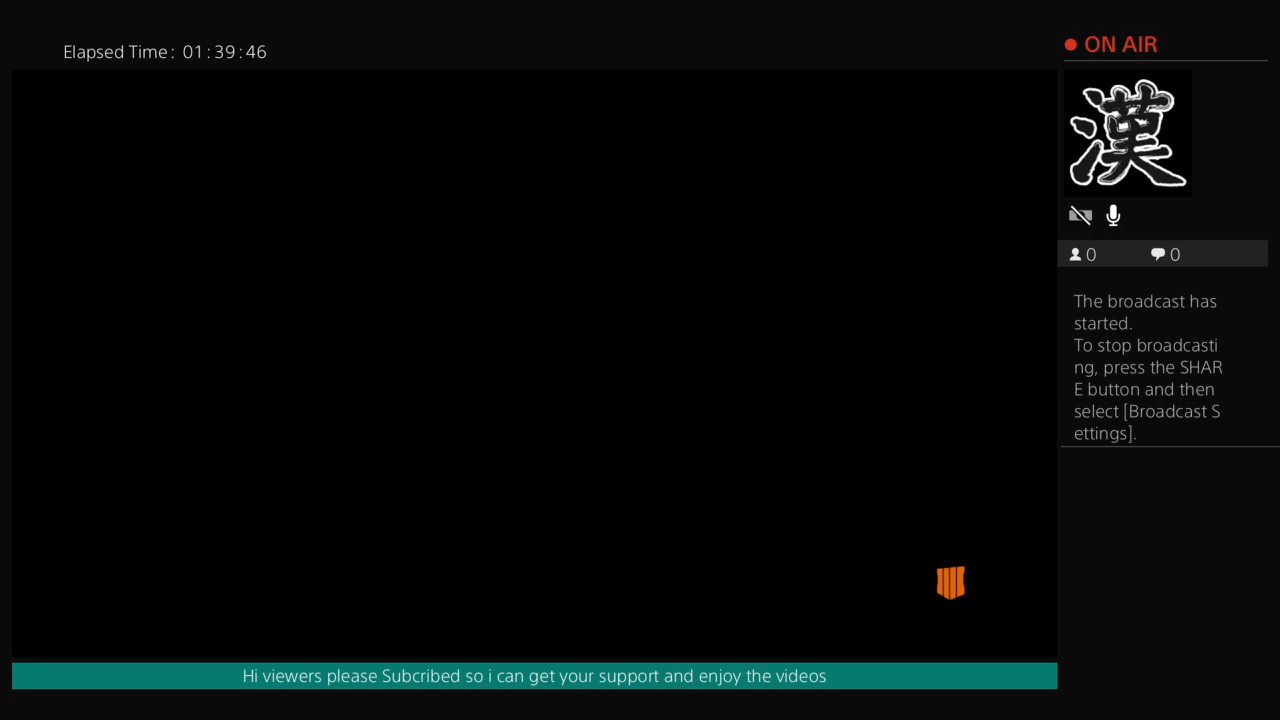 Elapsed Time: 01:39:46
ON AIR
漢
0 0
The broadcast has
started.
To stop broadcasti
ng, press the SHAR
E button and then
select [Broadcast S
ettings].
Hi viewers please Subcribed so i can get your support and enjoy the videos